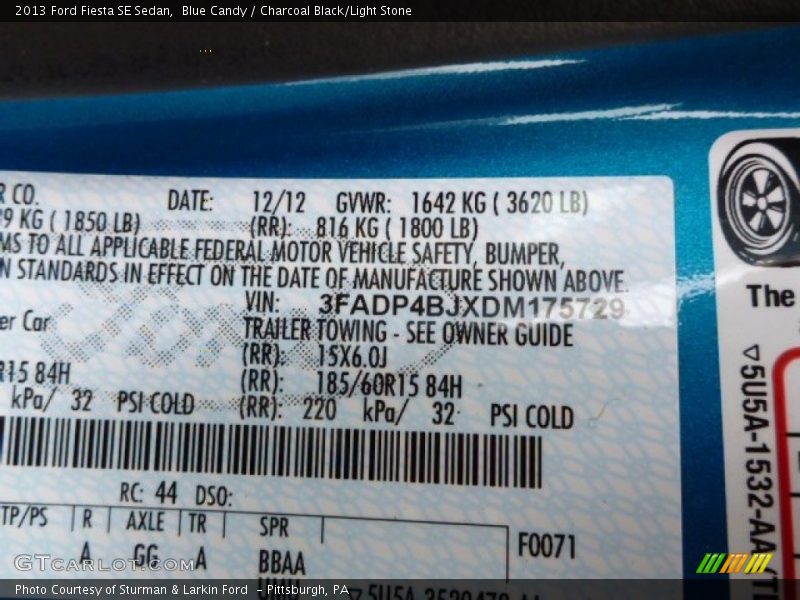 2013 Ford Fiesta SE Sedan, Blue Candy / Charcoal Black/Light Stone
R CO. DATE: 12/12 GVWR: 1642 KG ( 3620 LB)
9 KG ( 1850 LB) (RR): 816 KG ( 1800 LB)
MS TO ALL APPLICABLE FEDERAL MOTOR VEHICLE SAFETY, BUMPER,
N STANDARDS IN EFFECT ON THE DATE OF MANUFACTURE SHOWN ABOVE.
VIN: 3FADP4BJXDM175729
er Car TRAILER TOWING - SEE OWNER GUIDE
(RR): 15X6.0J
R15 84H (RR): 185/60R15 84H
kPa/ 32 PSI COLD (RR): 220 kPa/ 32 PSI COLD
RC: 44 DSO:
TP/PS R AXLE TR SPR
A GG A BBAA
F0071
The
5U5A-1532-AA
GTCarLot.com
Photo Courtesy of Sturman & Larkin Ford - Pittsburgh, PA